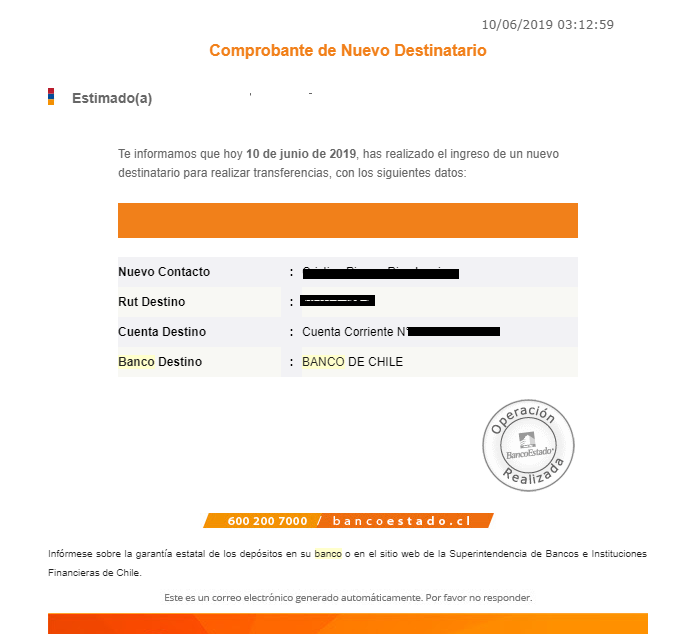 10/06/2019 03:12:59
Comprobante de Nuevo Destinatario
Estimado(a)
Te informamos que hoy 10 de junio de 2019, has realizado el ingreso de un nuevo
destinatario para realizar transferencias, con los siguientes datos:
Nuevo Contacto :
Rut Destino :
Cuenta Destino : Cuenta Corriente N°
Banco Destino : BANCO DE CHILE
Operación
BancoEstado
Realizada
600 200 7000 / bancoestado.cl
Infórmese sobre la garantía estatal de los depósitos en su banco o en el sitio web de la Superintendencia de Bancos e Instituciones
Financieras de Chile.
Este es un correo electrónico generado automáticamente. Por favor no responder.